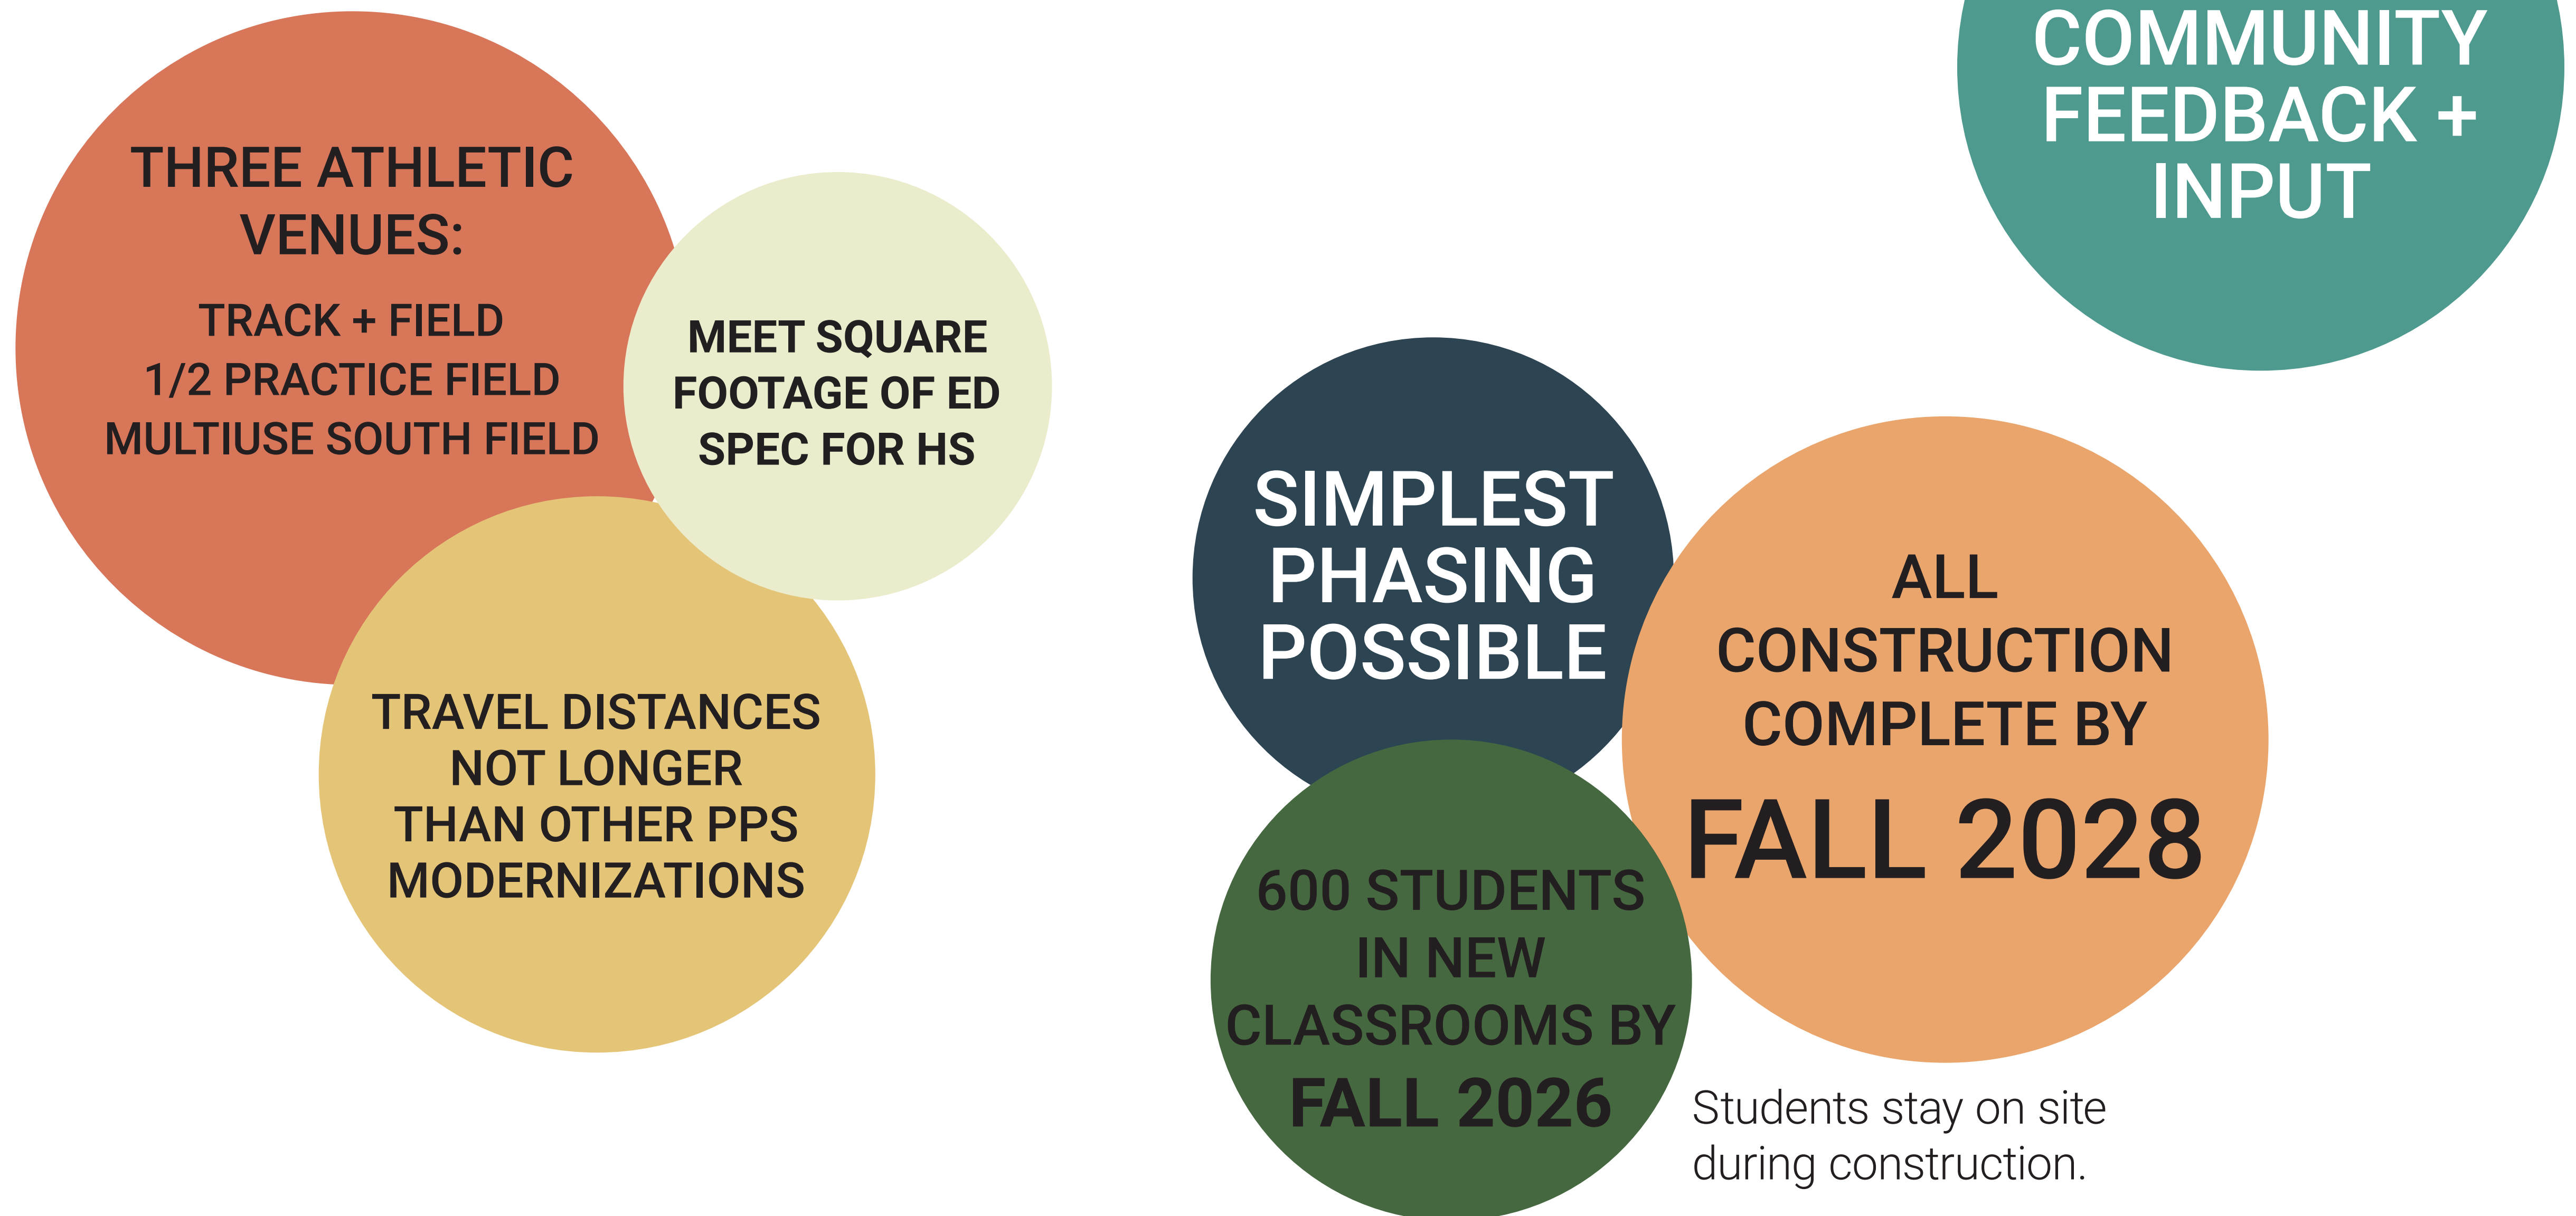 THREE ATHLETIC
VENUES:
TRACK + FIELD
1/2 PRACTICE FIELD
MULTIUSE SOUTH FIELD
MEET SQUARE
FOOTAGE OF ED
SPEC FOR HS
TRAVEL DISTANCES
NOT LONGER
THAN OTHER PPS
MODERNIZATIONS
COMMUNITY
FEEDBACK +
INPUT
SIMPLEST
PHASING
POSSIBLE
ALL
CONSTRUCTION
COMPLETE BY
FALL 2028
600 STUDENTS
IN NEW
CLASSROOMS BY
FALL 2026
Students stay on site
during construction.